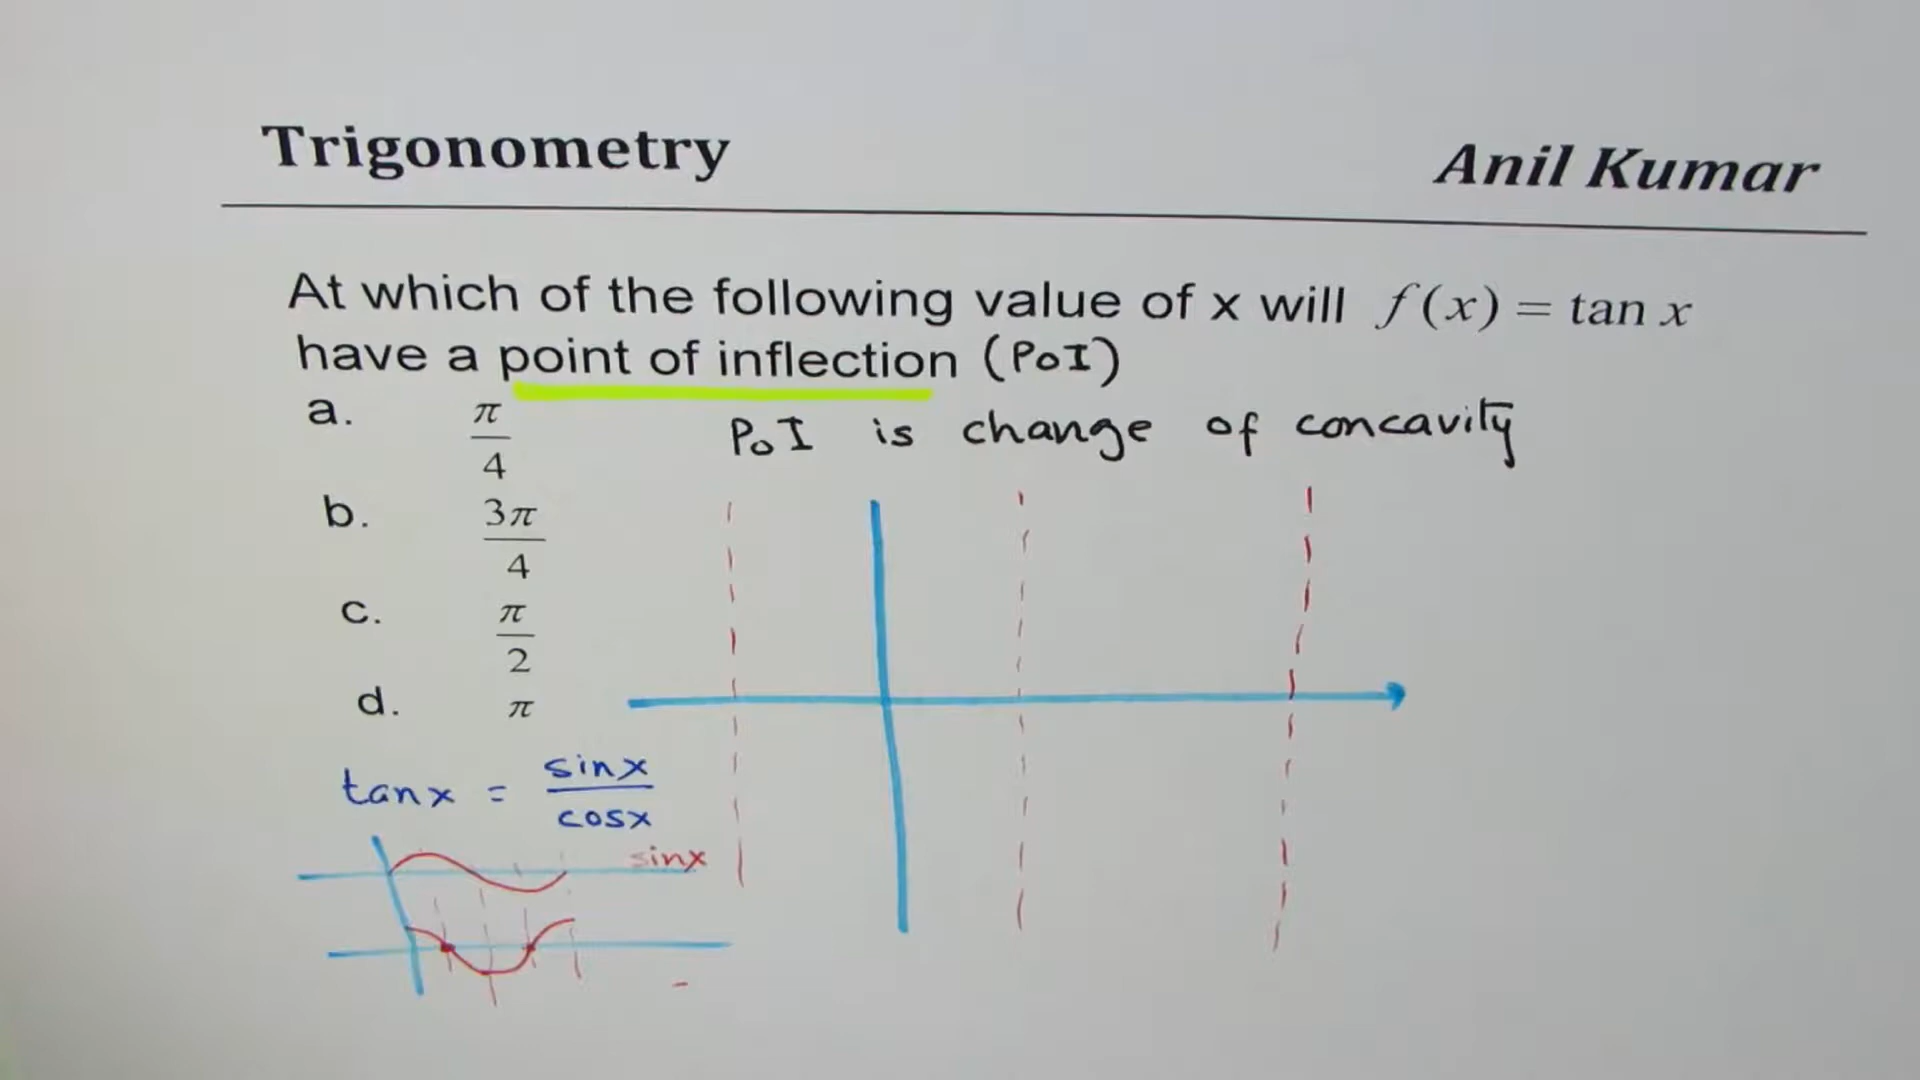 Trigonometry
Anil Kumar
At which of the following value of x will f(x) = tan x
have a point of inflection (PoI)
a. π/4
PoI is change of concavity
b. 3π/4
c. π/2
d. π
tanx = sinx/cosx
sinx